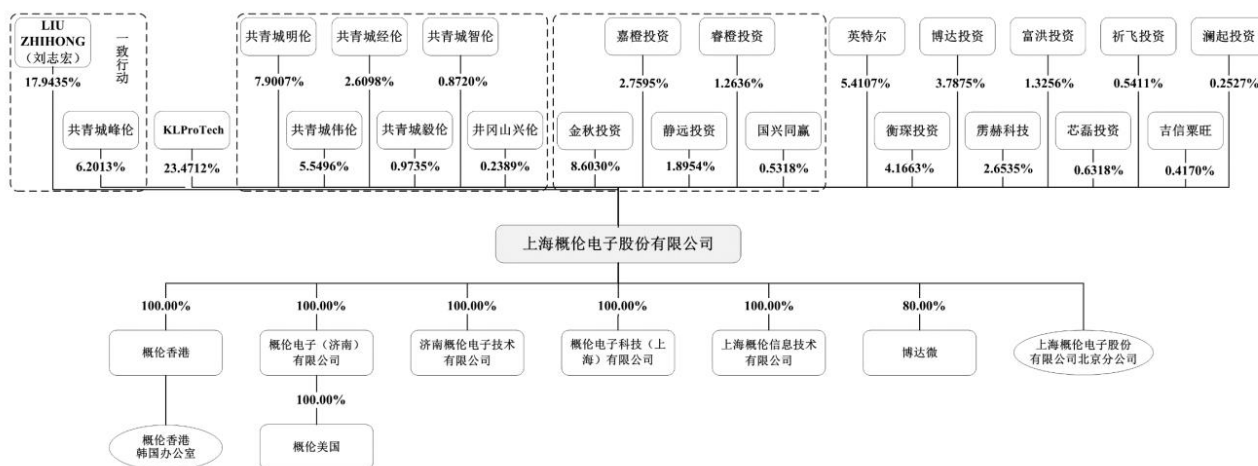 LIU
ZHIHONG
（刘志宏）
17.9435%
一致行动
共青城峰伦
6.2013%
KLProTech
23.4712%
共青城明伦
7.9007%
共青城经伦
2.6098%
共青城智伦
0.8720%
共青城伟伦
5.5496%
共青城毅伦
0.9735%
井冈山兴伦
0.2389%
嘉橙投资
2.7595%
睿橙投资
1.2636%
金秋投资
8.6030%
静远投资
1.8954%
国兴同赢
0.5318%
英特尔
5.4107%
博达投资
3.7875%
富洪投资
1.3256%
祈飞投资
0.5411%
澜起投资
0.2527%
衡琛投资
4.1663%
雳赫科技
2.6535%
芯磊投资
0.6318%
吉信粟旺
0.4170%
上海概伦电子股份有限公司
100.00%
100.00%
100.00%
100.00%
100.00%
80.00%
概伦香港
概伦电子（济南）
有限公司
济南概伦电子技术
有限公司
概伦电子科技（上
海）有限公司
上海概伦信息技术
有限公司
博达微
上海概伦电子股份
有限公司北京分公司
100.00%
概伦香港
韩国办公室
概伦美国